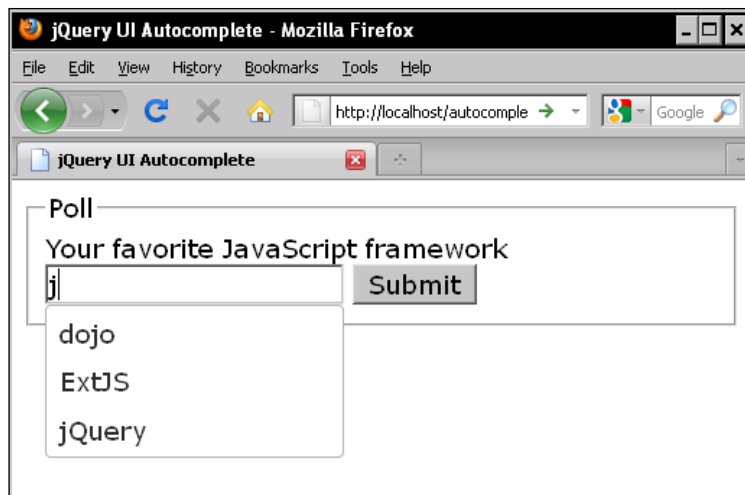 jQuery UI Autocomplete - Mozilla Firefox
File Edit View History Bookmarks Tools Help
http://localhost/autocomple Google
jQuery UI Autocomplete
Poll
Your favorite JavaScript framework
j Submit
dojo
ExtJS
jQuery